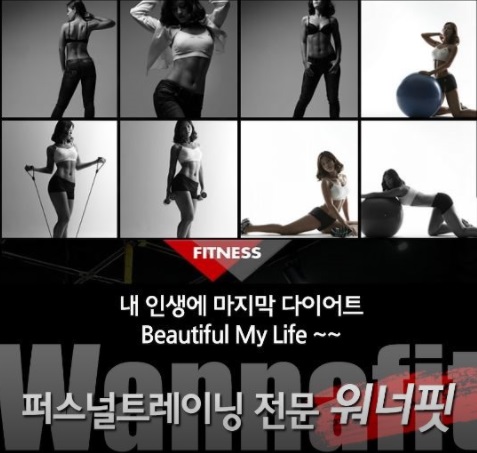 FITNESS
내 인생에 마지막 다이어트
Beautiful My Life ~~
Wannafit
퍼스널트레이닝 전문 워너핏